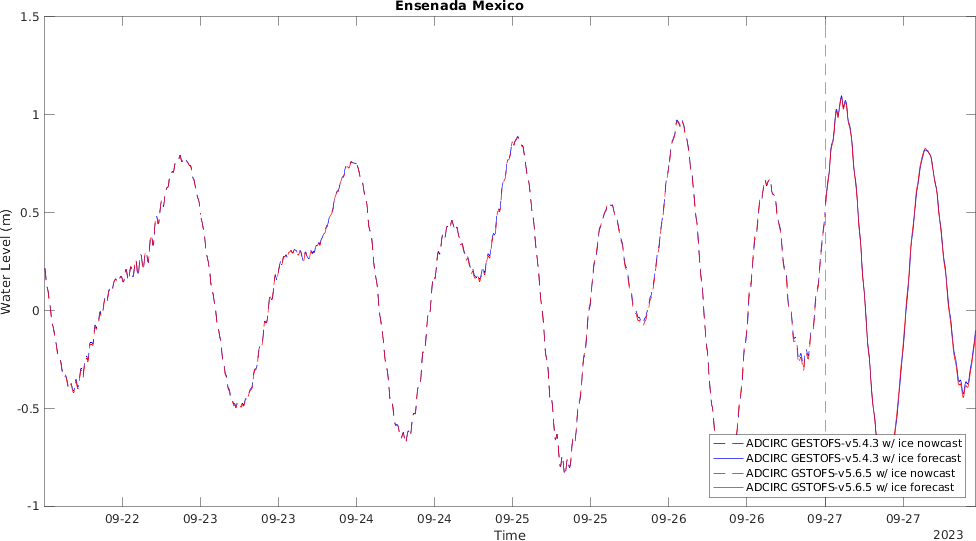 Ensenada Mexico
1.5
1
0.5
0
-0.5
-1
Water Level (m)
09-22
09-23
09-23
09-24
09-24
09-25
09-25
09-26
09-26
09-27
09-27
Time
2023
ADCIRC GESTOFS-v5.4.3 w/ ice nowcast
ADCIRC GESTOFS-v5.4.3 w/ ice forecast
ADCIRC GSTOFS-v5.6.5 w/ ice nowcast
ADCIRC GSTOFS-v5.6.5 w/ ice forecast